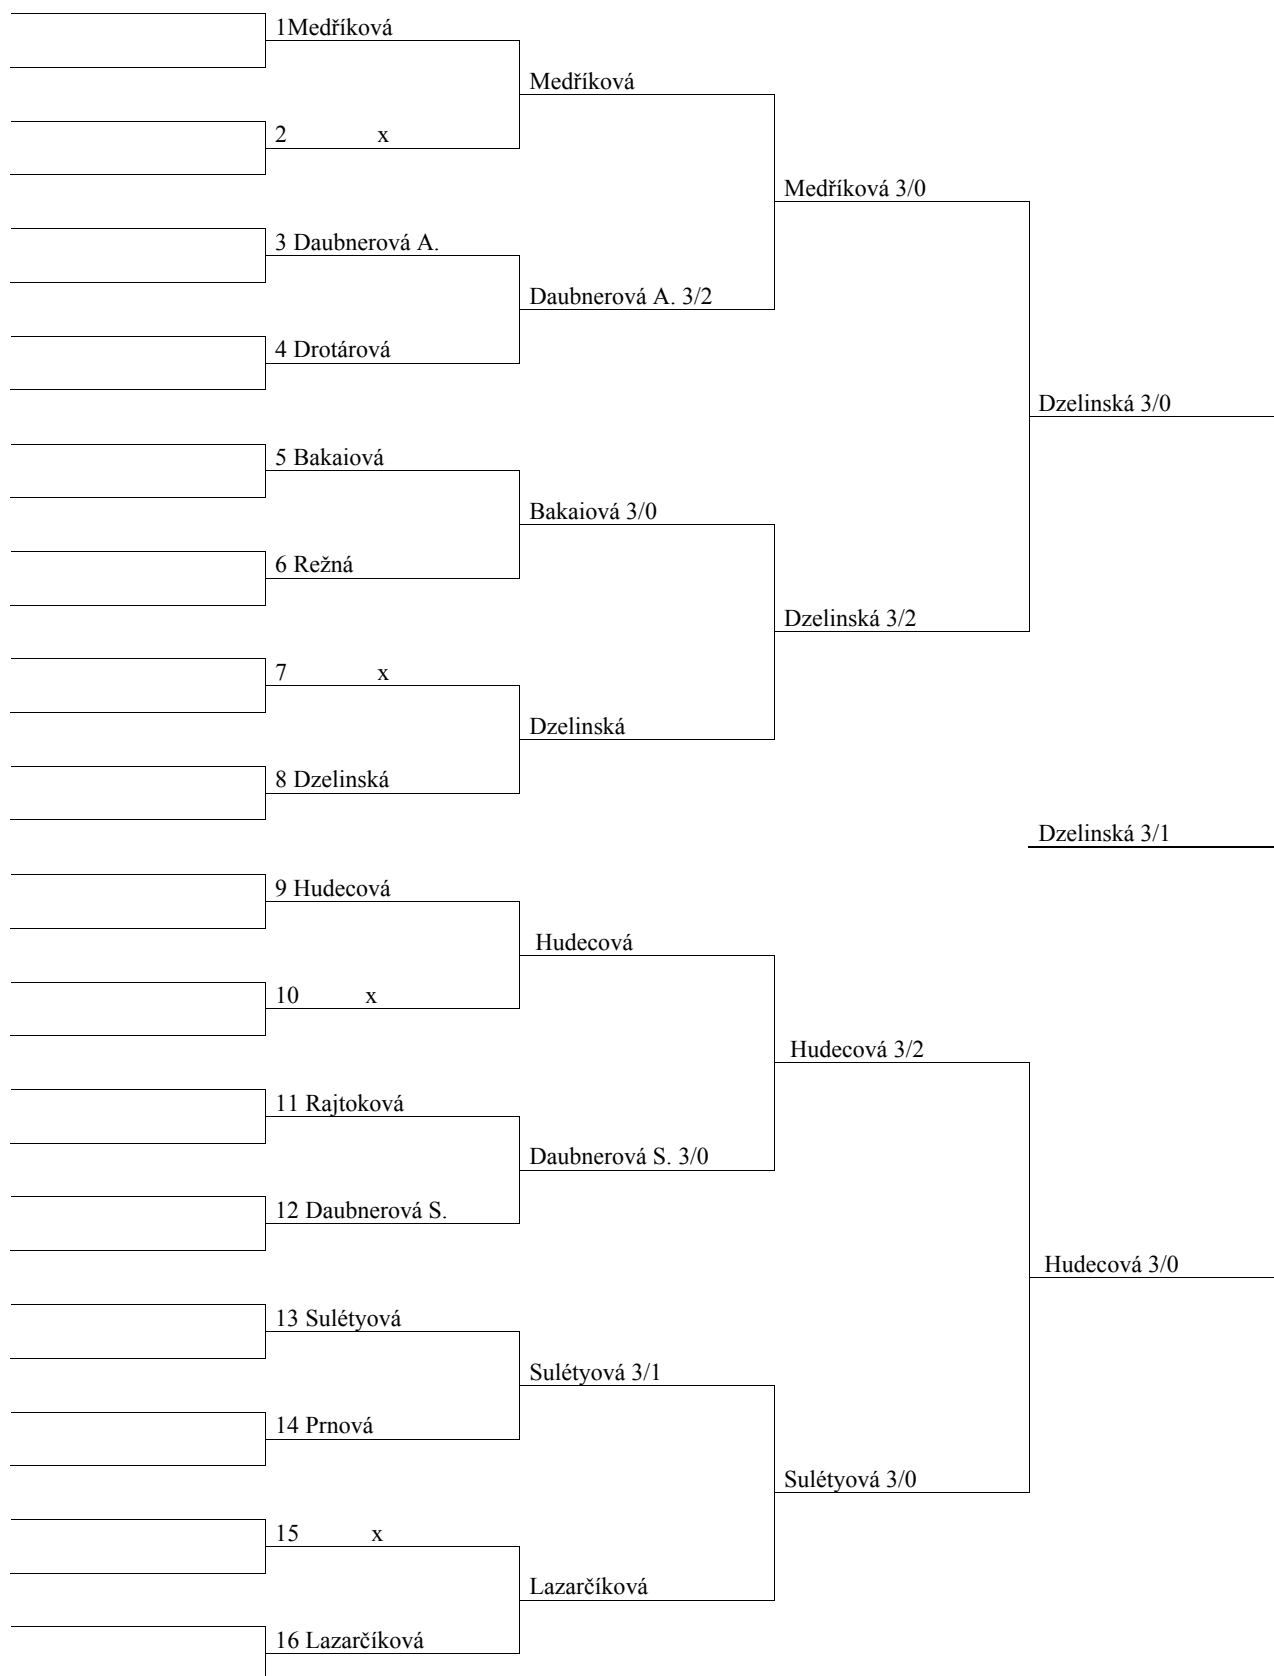 1Medříková
Medříková
2 x
Medříková 3/0
3 Daubnerová A.
Daubnerová A. 3/2
4 Drotárová
Dzelinská 3/0
5 Bakaiová
Bakaiová 3/0
6 Režná
Dzelinská 3/2
7 x
Dzelinská
8 Dzelinská
Dzelinská 3/1
9 Hudecová
Hudecová
10 x
Hudecová 3/2
11 Rajtoková
Daubnerová S. 3/0
12 Daubnerová S.
Hudecová 3/0
13 Sulétyová
Sulétyová 3/1
14 Prnová
Sulétyová 3/0
15 x
Lazarčíková
16 Lazarčíková